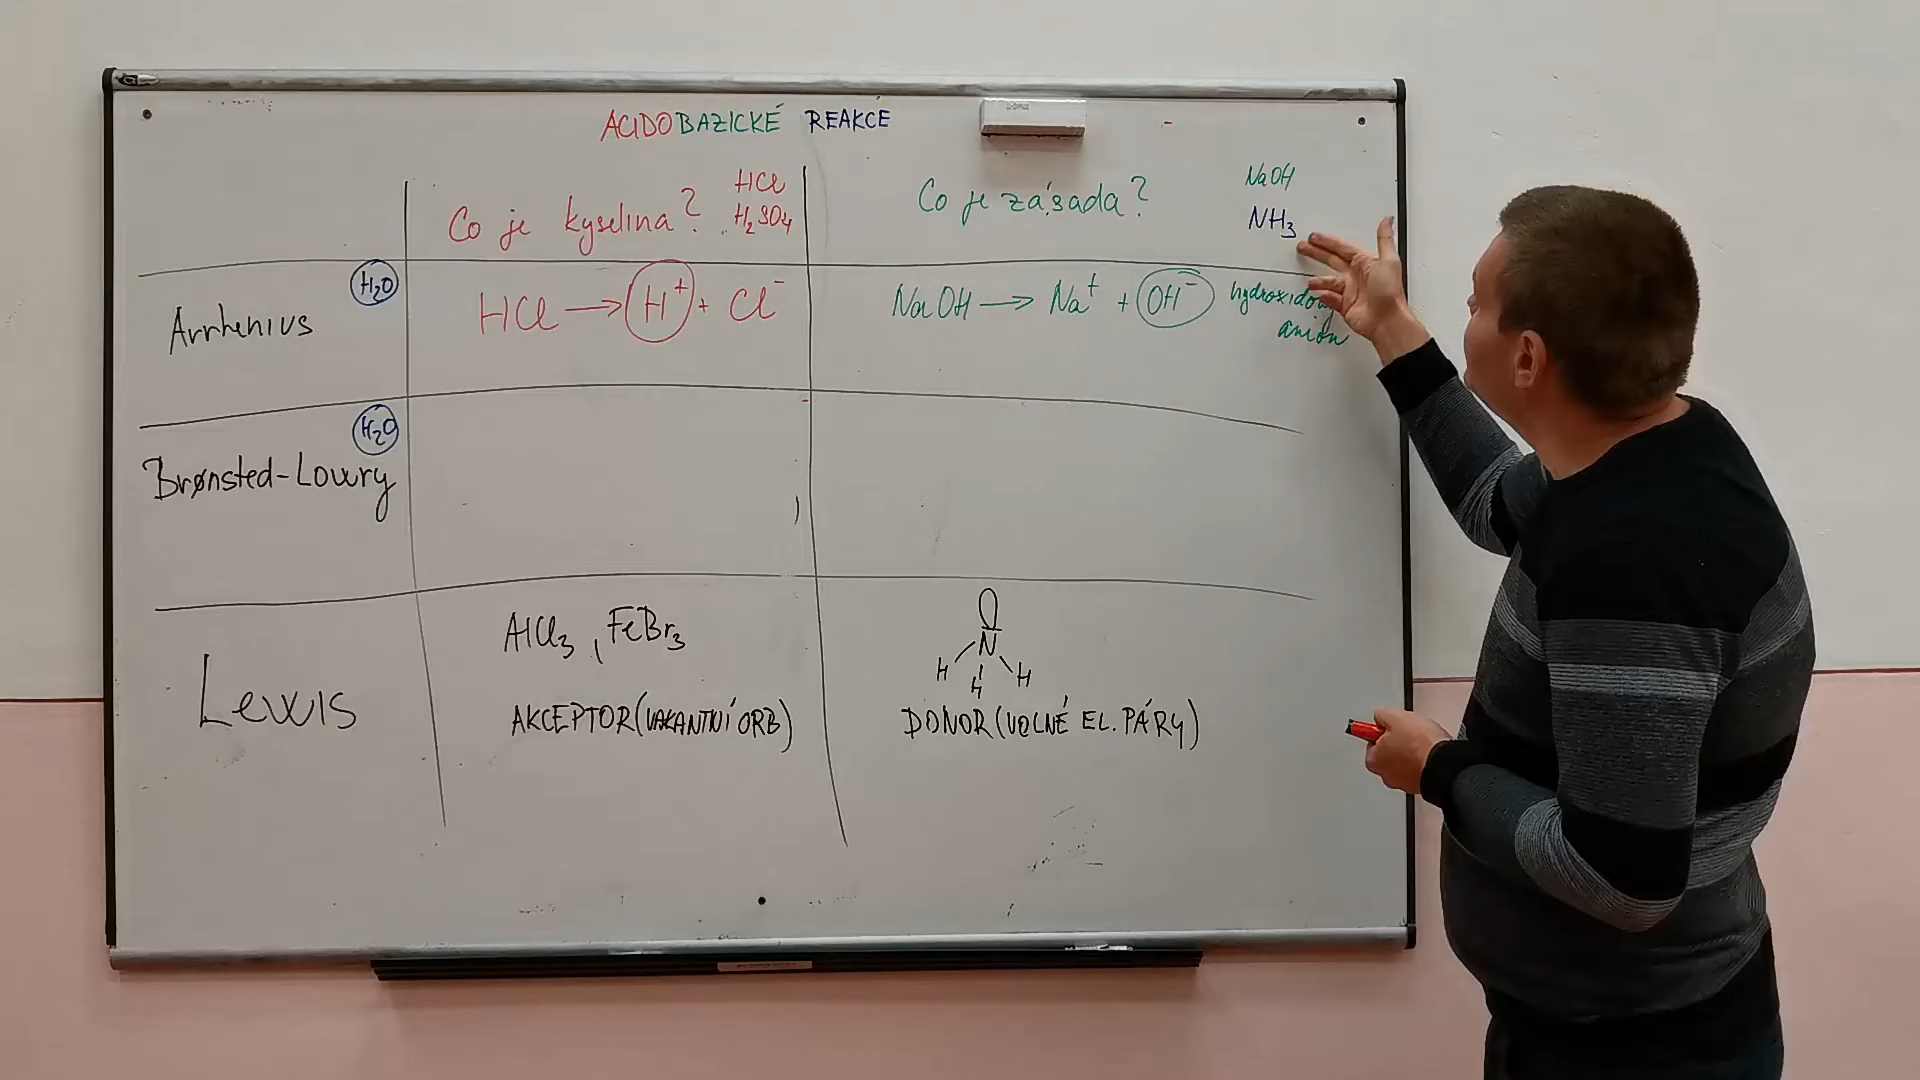 ACIDOBAZICKÉ REAKCE
Co je kyselina?
HCl
H₂SO₄
Co je zásada?
NaOH
NH₃
Arrhenius
H₂O
HCl → H⁺ + Cl⁻
NaOH → Na⁺ + OH⁻
anion
Brønsted-Lowry
H₂O
Lewis
AlCl₃, FeBr₃
AKCEPTOR (VAKANTNÍ ORB)
N
H H H
DONOR (VOLNÉ EL. PÁRY)